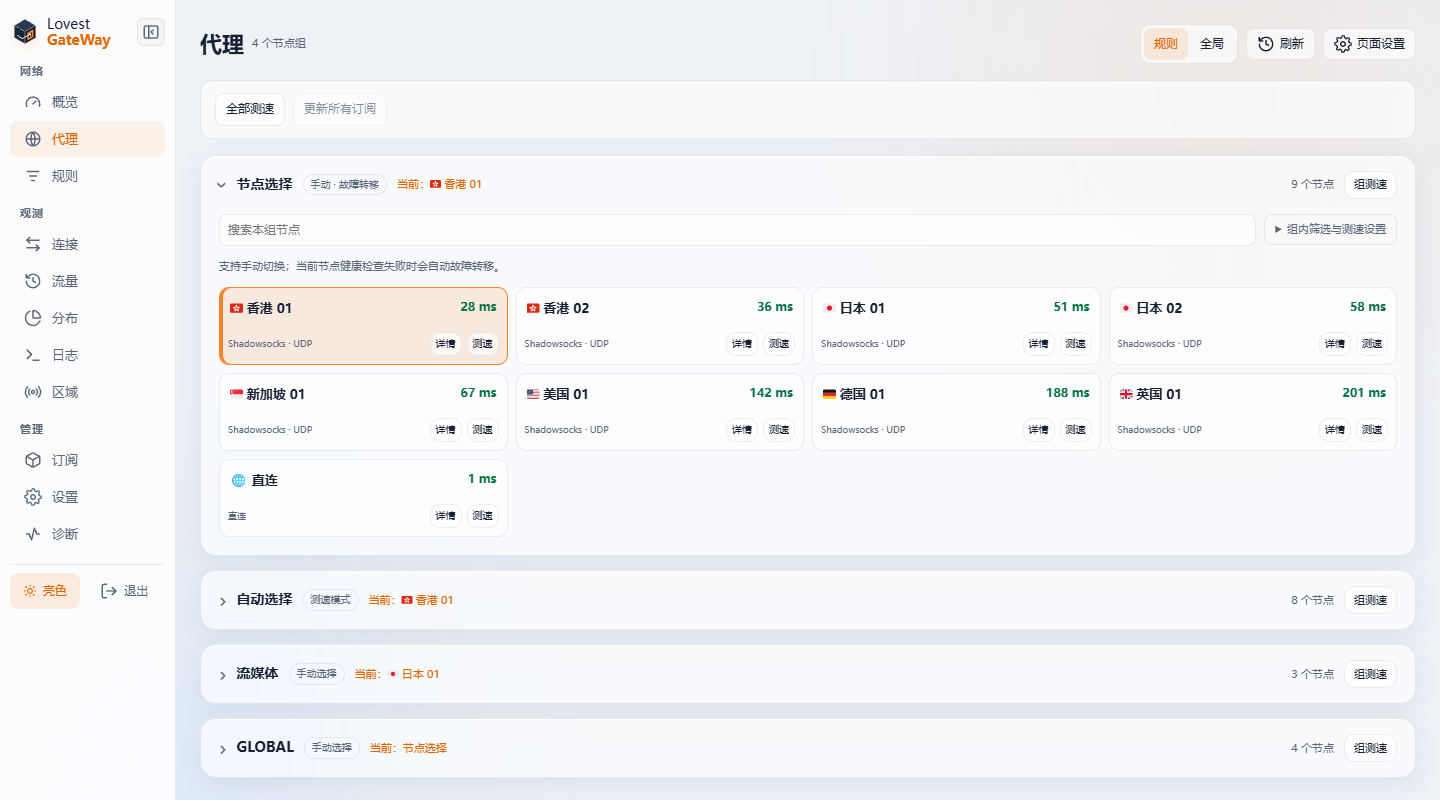 Lovest
GateWay
网络
概览
代理
规则
观测
连接
流量
分布
日志
区域
管理
订阅
设置
诊断
亮色
退出
代理 4 个节点组
规则 全局 刷新 页面设置
全部测速 更新所有订阅
节点选择 手动 · 故障转移 当前: 香港 01 9 个节点 组测速
搜索本组节点 组内筛选与测速设置
支持手动切换；当前节点健康检查失败时会自动故障转移。
香港 01 28 ms
Shadowsocks · UDP 详情 测速
香港 02 36 ms
Shadowsocks · UDP 详情 测速
日本 01 51 ms
Shadowsocks · UDP 详情 测速
日本 02 58 ms
Shadowsocks · UDP 详情 测速
新加坡 01 67 ms
Shadowsocks · UDP 详情 测速
美国 01 142 ms
Shadowsocks · UDP 详情 测速
德国 01 188 ms
Shadowsocks · UDP 详情 测速
英国 01 201 ms
Shadowsocks · UDP 详情 测速
直连 1 ms
直连 详情 测速
自动选择 测速模式 当前: 香港 01 8 个节点 组测速
流媒体 手动选择 当前: 日本 01 3 个节点 组测速
GLOBAL 手动选择 当前: 节点选择 4 个节点 组测速